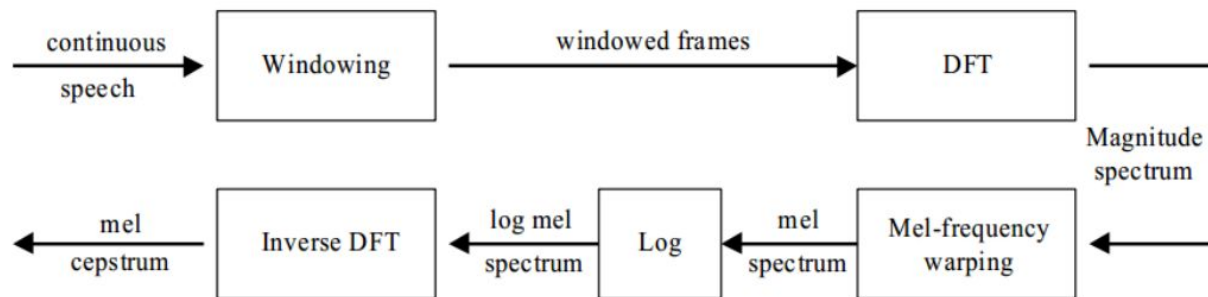 continuous
speech
Windowing
windowed frames
DFT
Magnitude
spectrum
mel
cepstrum
Inverse DFT
log mel
spectrum
Log
mel
spectrum
Mel-frequency
warping